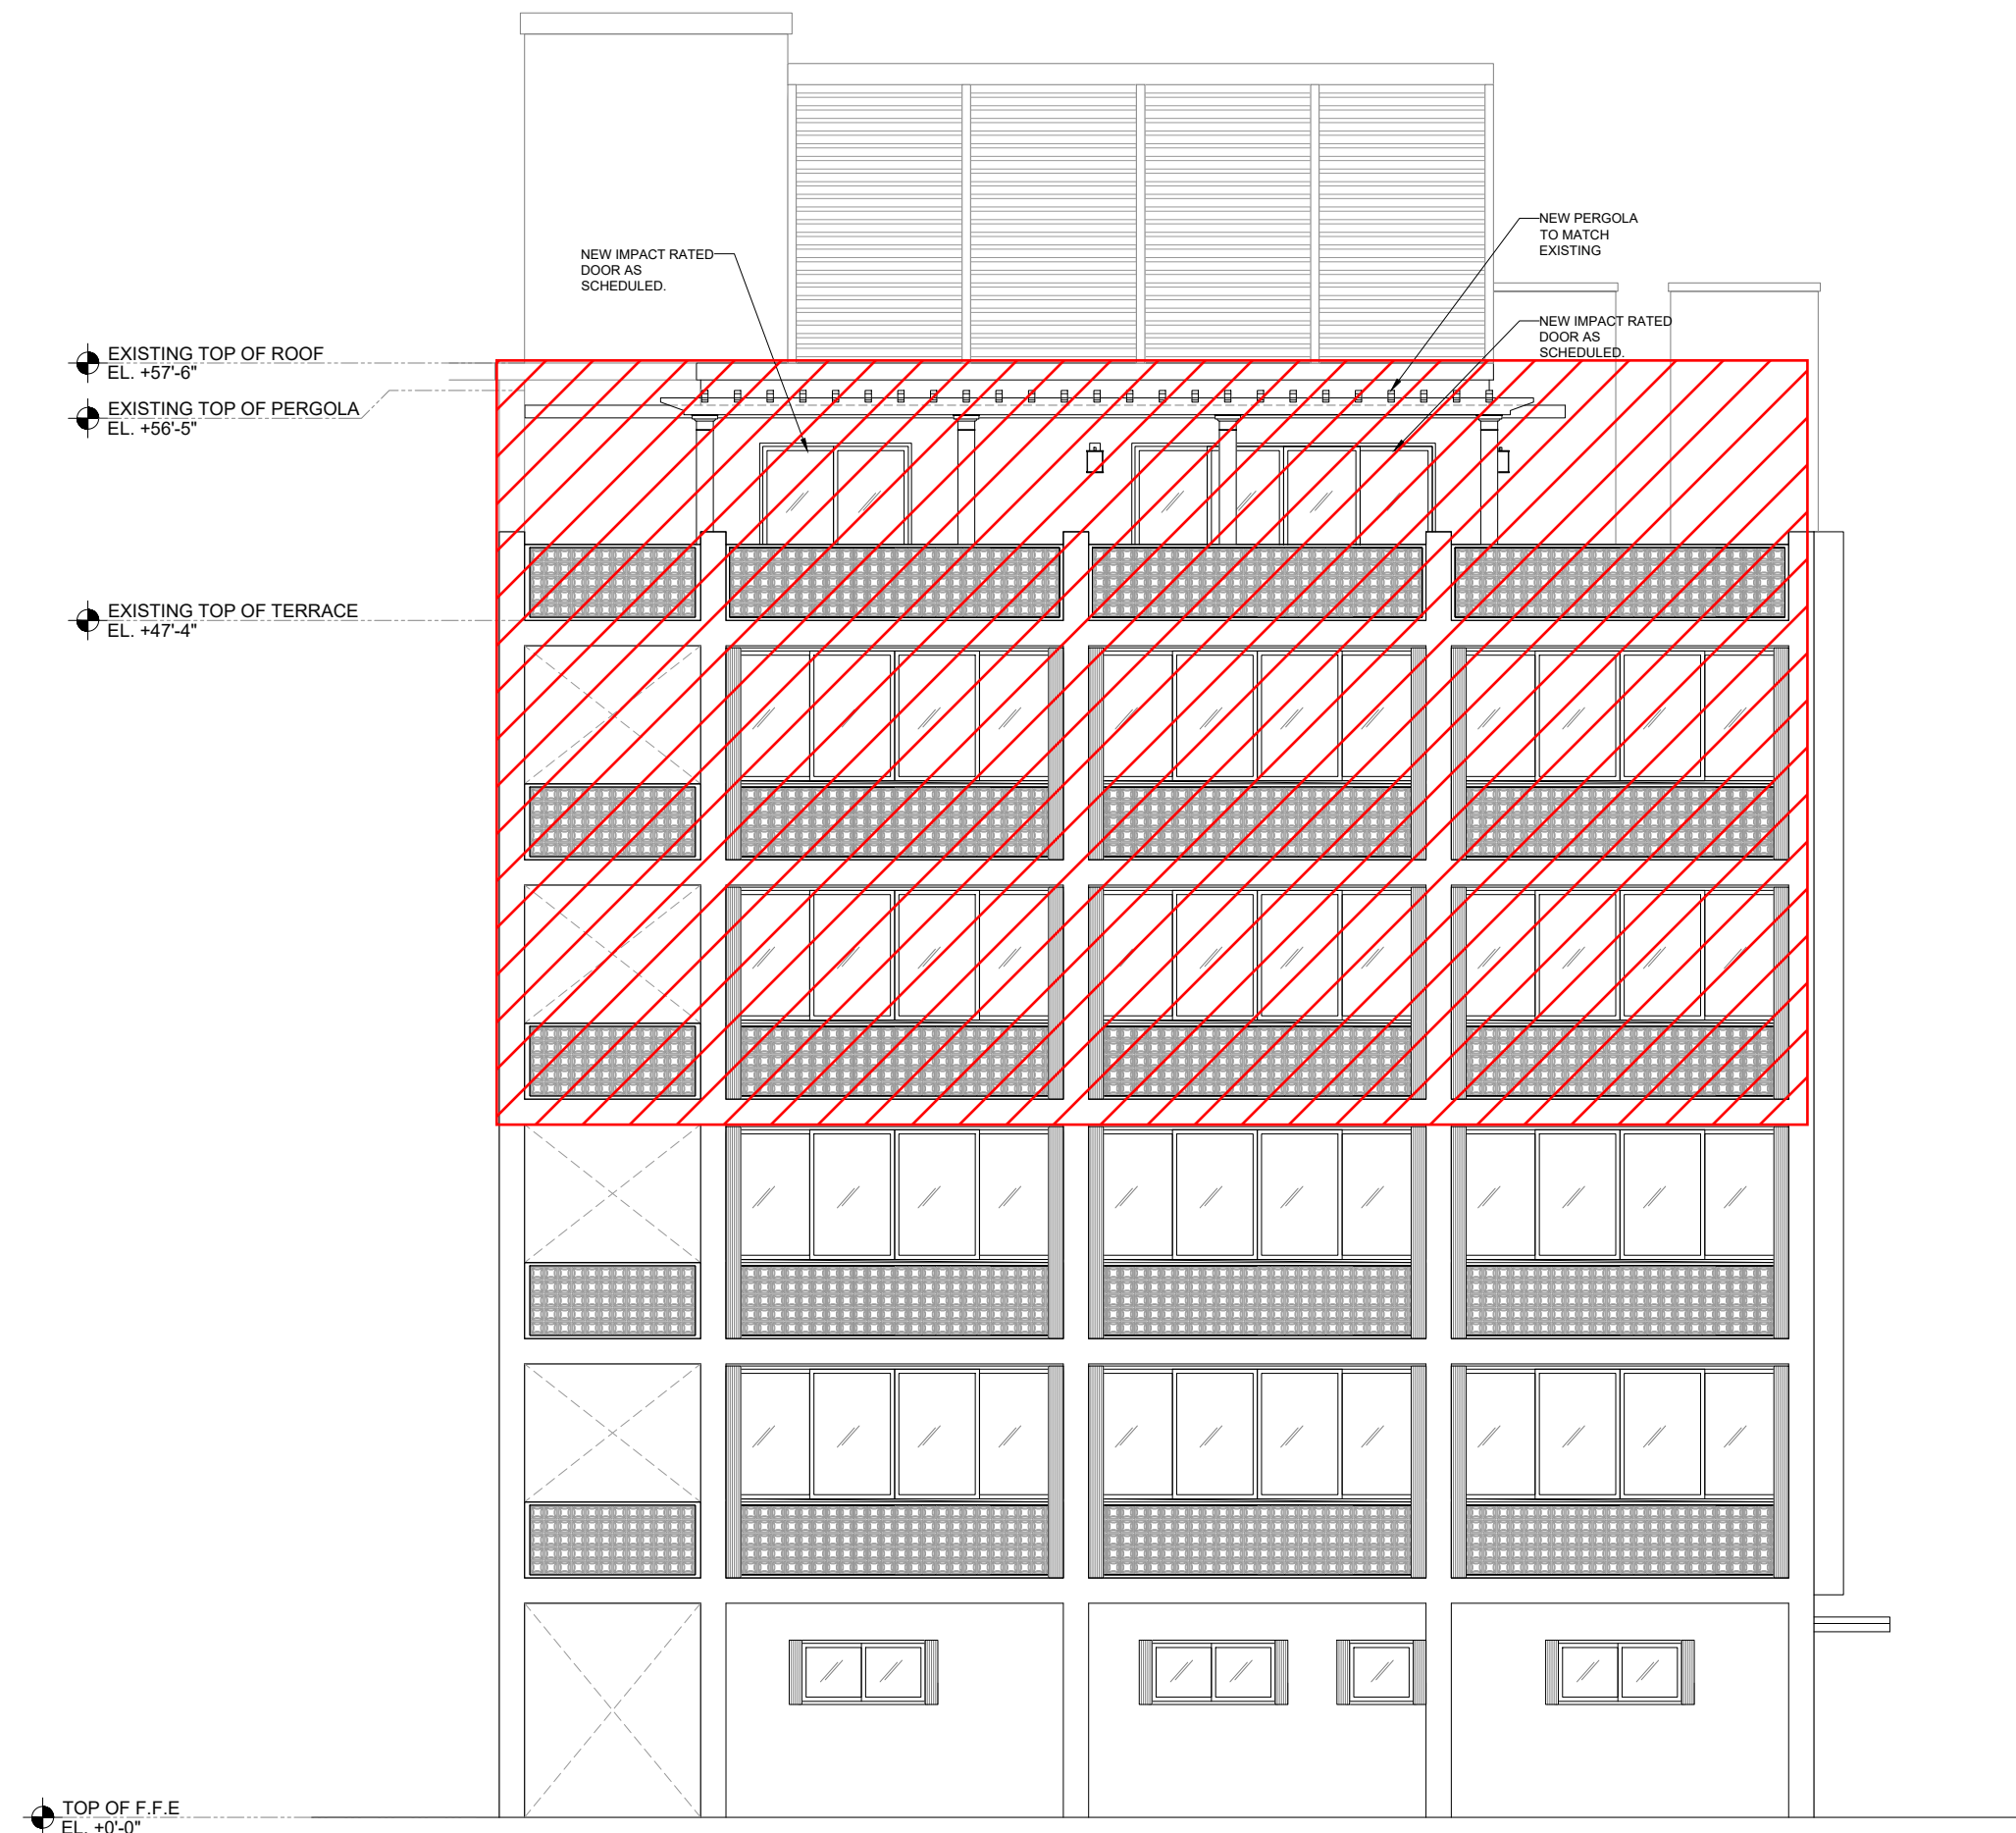 NEW PERGOLA
TO MATCH
EXISTING
NEW IMPACT RATED
DOOR AS
SCHEDULED.
NEW IMPACT RATED
DOOR AS
SCHEDULED.
EXISTING TOP OF ROOF
EL. +57'-6"
EXISTING TOP OF PERGOLA
EL. +56'-5"
EXISTING TOP OF TERRACE
EL. +47'-4"
TOP OF F.F.E
EL. +0'-0"